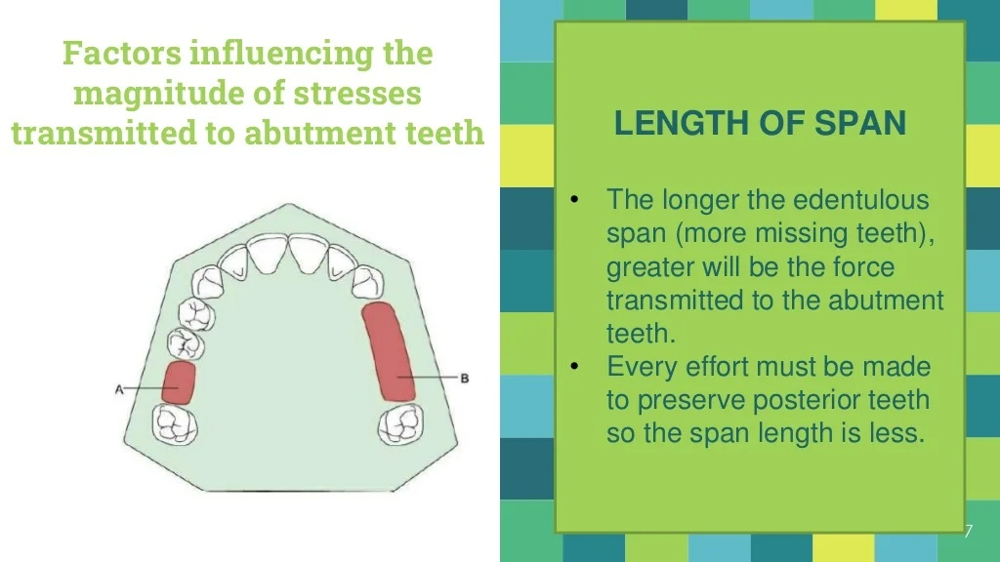 Factors influencing the
magnitude of stresses
transmitted to abutment teeth
A
B
LENGTH OF SPAN
• The longer the edentulous
span (more missing teeth),
greater will be the force
transmitted to the abutment
teeth.
• Every effort must be made
to preserve posterior teeth
so the span length is less.
7